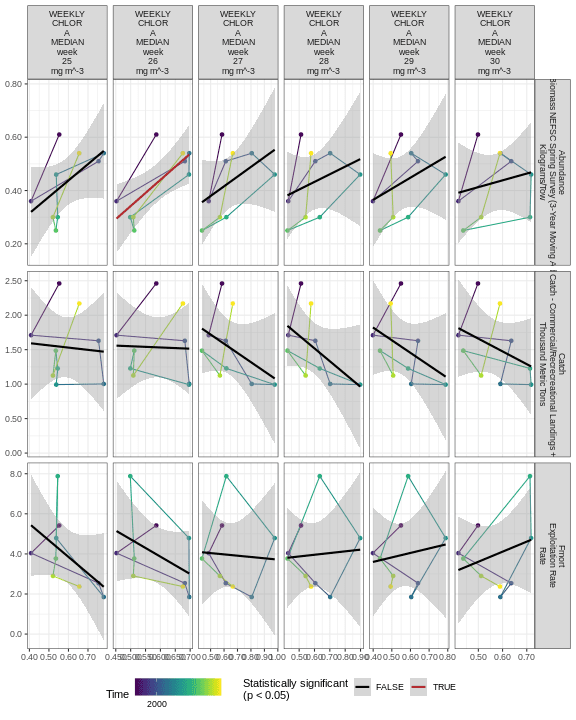 WEEKLY WEEKLY WEEKLY WEEKLY WEEKLY WEEKLY
CHLOR CHLOR CHLOR CHLOR CHLOR CHLOR
A A A A A A
MEDIAN MEDIAN MEDIAN MEDIAN MEDIAN MEDIAN
week week week week week week
25 26 27 28 29 30
mg m^-3 mg m^-3 mg m^-3 mg m^-3 mg m^-3 mg m^-3
0.80
0.60
0.40
0.20
Abundance
Biomass NEFSC Spring Survey (3-Year Moving
Kilograms/Tow
2.50
2.00
1.50
1.00
0.50
0.00
Catch
Catch - Commercial/Recreational Landings +
Thousand Metric Tons
8.0
6.0
4.0
2.0
0.0
Fmort
Exploitation Rate
Rate
0.40 0.50 0.60 0.70
0.50 0.60 0.70 0.80 0.90 1.00
0.50 0.60 0.70 0.80 0.90
0.40 0.50 0.60 0.70 0.80
0.50 0.60 0.70
Time
2000
Statistically significant
(p < 0.05)
FALSE TRUE